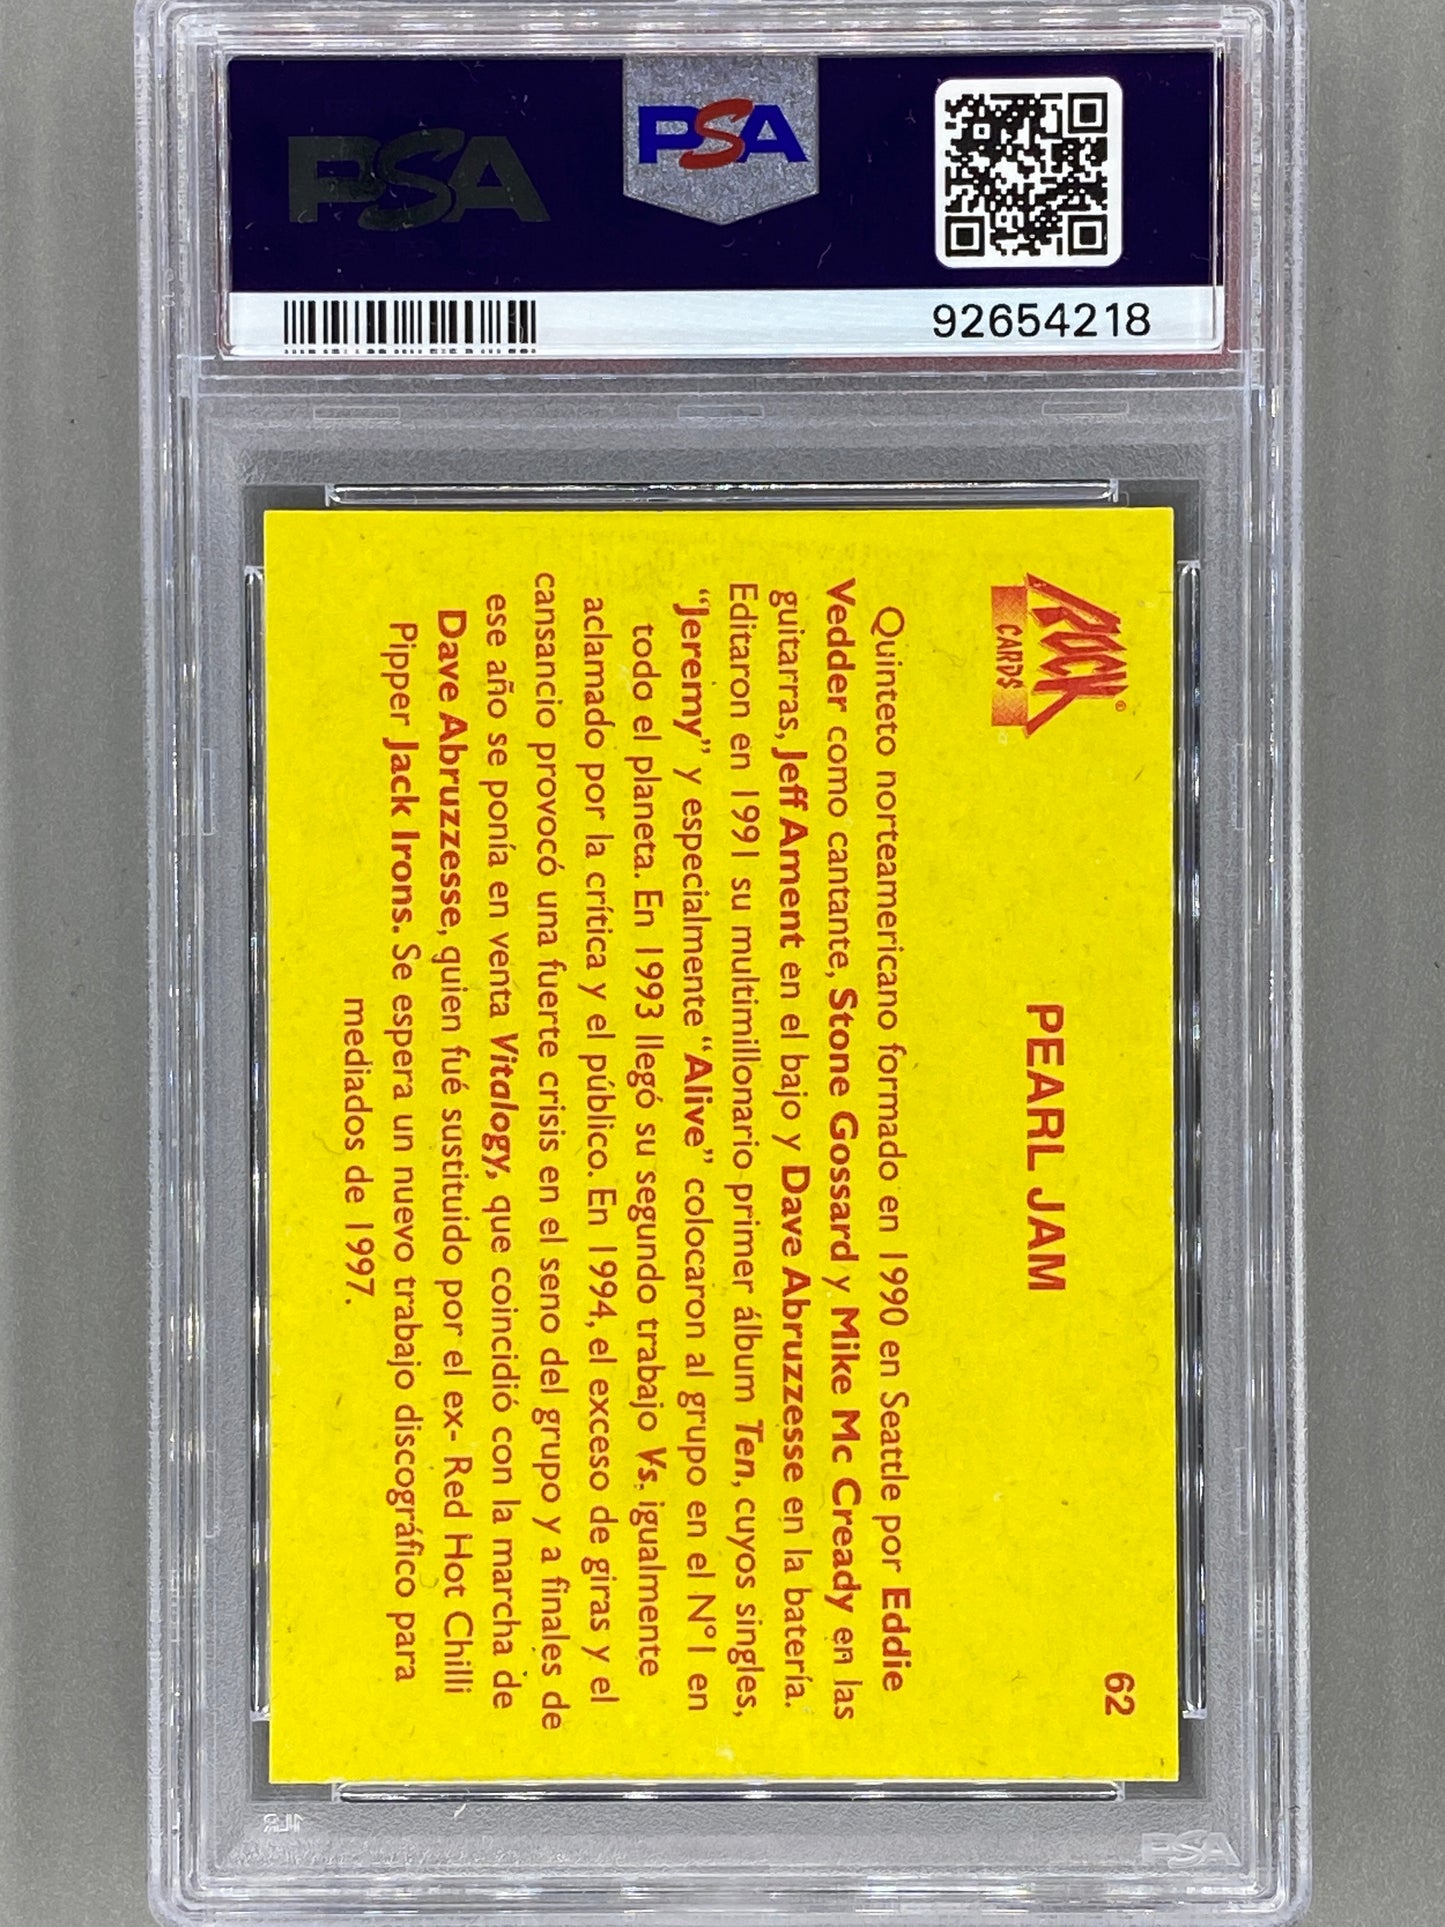 PSA
PSA
92654218
ROCK®
CARDS
62
PEARL JAM
Quinteto norteamericano formado en 1990 en Seattle por Eddie
Vedder como cantante, Stone Gossard y Mike Mc Cready en las
guitarras, Jeff Ament en el bajo y Dave Abruzzesse en la batería.
Editaron en 1991 su multimillonario primer álbum Ten, cuyos singles,
“Jeremy” y especialmente “Alive” colocaron al grupo en el Nº1 en
todo el planeta. En 1993 llegó su segundo trabajo Vs. igualmente
aclamado por la crítica y el público. En 1994, el exceso de giras y el
cansancio provocó una fuerte crisis en el seno del grupo y a finales de
ese año se ponía en venta Vitalogy, que coincidió con la marcha de
Dave Abruzzesse, quien fué sustituido por el ex- Red Hot Chilli
Pipper Jack Irons. Se espera un nuevo trabajo discográfico para
mediados de 1997.
PSA